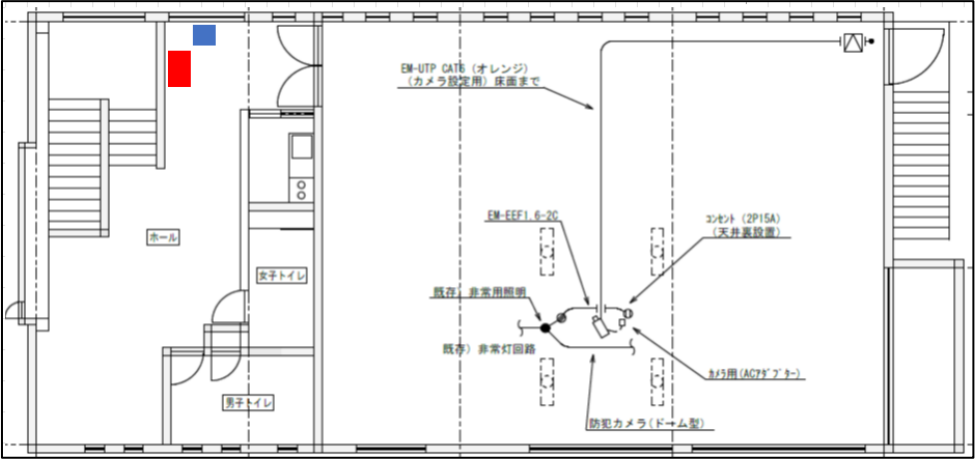 EM-UTP CAT6 (オレンジ)
(カメラ設定用) 床面まで
EM-EEF1.6-2C
コンセント (2P15A)
(天井裏設置)
ホール
女子トイレ
既存) 非常用照明
既存) 非常灯回路
カメラ用(ACアダプター)
男子トイレ
防犯カメラ(ドーム型)